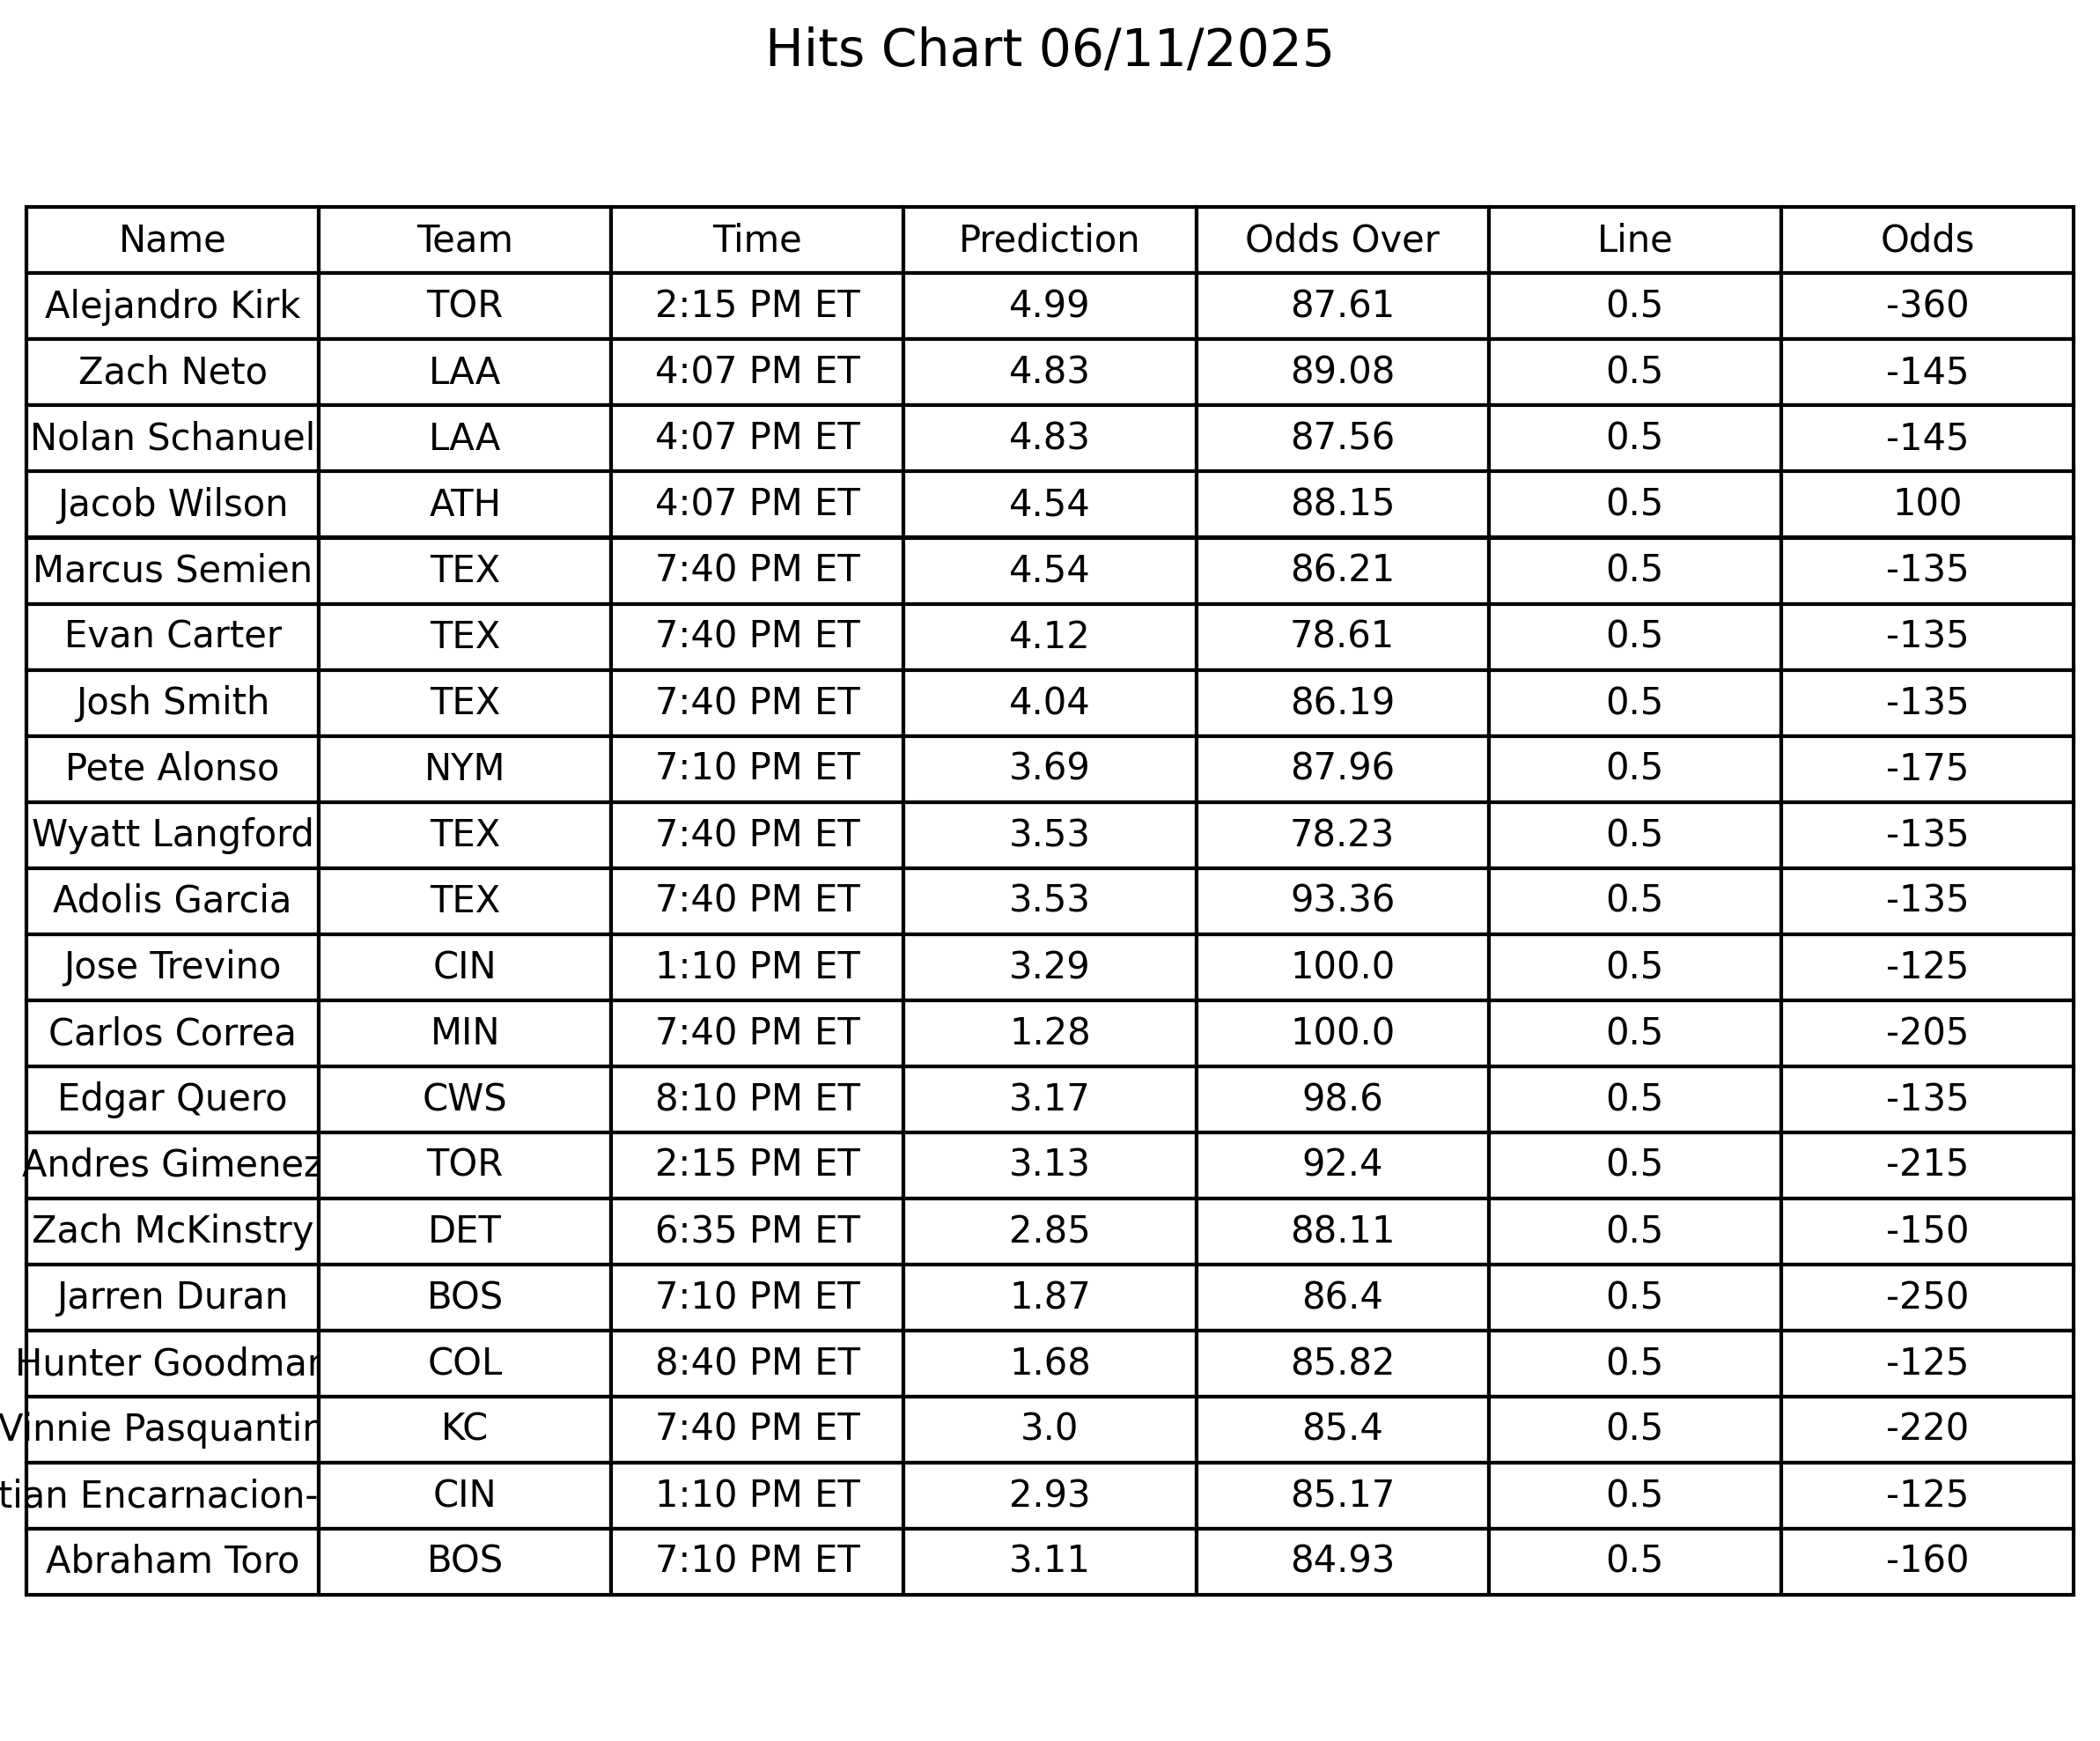 Hits Chart 06/11/2025
Name Team Time Prediction Odds Over Line Odds
Alejandro Kirk TOR 2:15 PM ET 4.99 87.61 0.5 -360
Zach Neto LAA 4:07 PM ET 4.83 89.08 0.5 -145
Nolan Schanuel LAA 4:07 PM ET 4.83 87.56 0.5 -145
Jacob Wilson ATH 4:07 PM ET 4.54 88.15 0.5 100
Marcus Semien TEX 7:40 PM ET 4.54 86.21 0.5 -135
Evan Carter TEX 7:40 PM ET 4.12 78.61 0.5 -135
Josh Smith TEX 7:40 PM ET 4.04 86.19 0.5 -135
Pete Alonso NYM 7:10 PM ET 3.69 87.96 0.5 -175
Wyatt Langford TEX 7:40 PM ET 3.53 78.23 0.5 -135
Adolis Garcia TEX 7:40 PM ET 3.53 93.36 0.5 -135
Jose Trevino CIN 1:10 PM ET 3.29 100.0 0.5 -125
Carlos Correa MIN 7:40 PM ET 1.28 100.0 0.5 -205
Edgar Quero CWS 8:10 PM ET 3.17 98.6 0.5 -135
Andres Gimenez TOR 2:15 PM ET 3.13 92.4 0.5 -215
Zach McKinstry DET 6:35 PM ET 2.85 88.11 0.5 -150
Jarren Duran BOS 7:10 PM ET 1.87 86.4 0.5 -250
Hunter Goodman COL 8:40 PM ET 1.68 85.82 0.5 -125
Vinnie Pasquantin KC 7:40 PM ET 3.0 85.4 0.5 -220
tian Encarnacion- CIN 1:10 PM ET 2.93 85.17 0.5 -125
Abraham Toro BOS 7:10 PM ET 3.11 84.93 0.5 -160